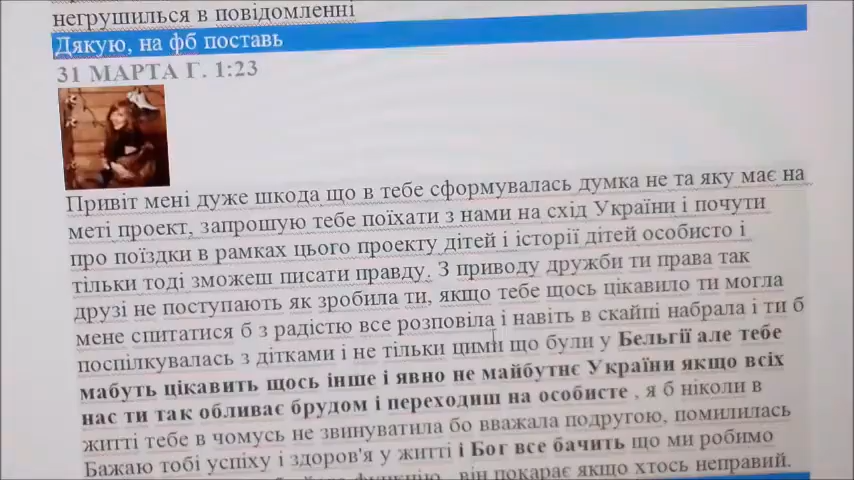 негрушилься в повідомленні
Дякую, на фб поставь
31 МАРТА Г. 1:23
Привіт мені дуже шкода що в тебе сформувалась думка не та яку має на
меті проект, запрошую тебе поїхати з нами на схід України і почути
про поїздки в рамках цього проекту дітей і історії дітей особисто і
тільки тоді зможеш писати правду. З приводу дружби ти права так
друзі не поступають як зробила ти, якщо тебе щось цікавило ти могла
мене спитатися б з радістю все розповіла і навіть в скайпі набрала і ти б
поспілкувалась з дітками і не тільки цими що були у Бельгії але тебе
мабуть цікавить щось інше і явно не майбутнє України якщо всіх
нас ти так обливає брудом і переходиш на особисте , я б ніколи в
житті тебе в чомусь не звинуватила бо вважала подругою, помилилась
Бажаю тобі успіху і здоров'я у житті і Бог все бачить що ми робимо
функцію , він покарає якщо хтось неправий.